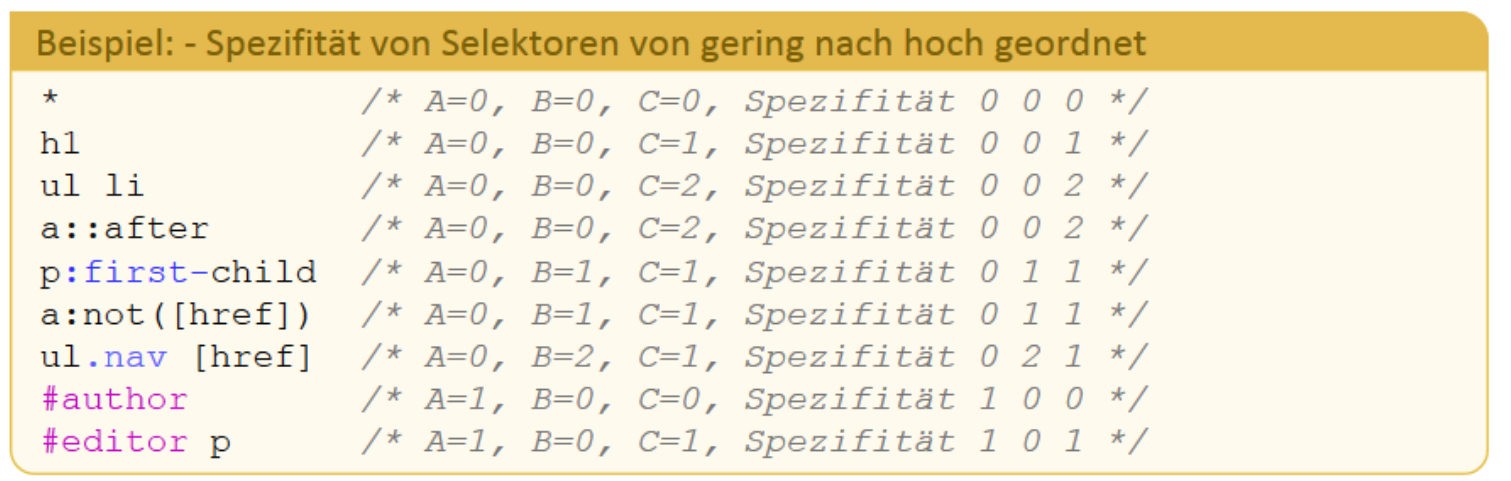 Beispiel: - Spezifität von Selektoren von gering nach hoch geordnet
* /* A=0, B=0, C=0, Spezifität 0 0 0 */
h1 /* A=0, B=0, C=1, Spezifität 0 0 1 */
ul li /* A=0, B=0, C=2, Spezifität 0 0 2 */
a::after /* A=0, B=0, C=2, Spezifität 0 0 2 */
p:first-child /* A=0, B=1, C=1, Spezifität 0 1 1 */
a:not([href]) /* A=0, B=1, C=1, Spezifität 0 1 1 */
ul.nav [href] /* A=0, B=2, C=1, Spezifität 0 2 1 */
#author /* A=1, B=0, C=0, Spezifität 1 0 0 */
#editor p /* A=1, B=0, C=1, Spezifität 1 0 1 */